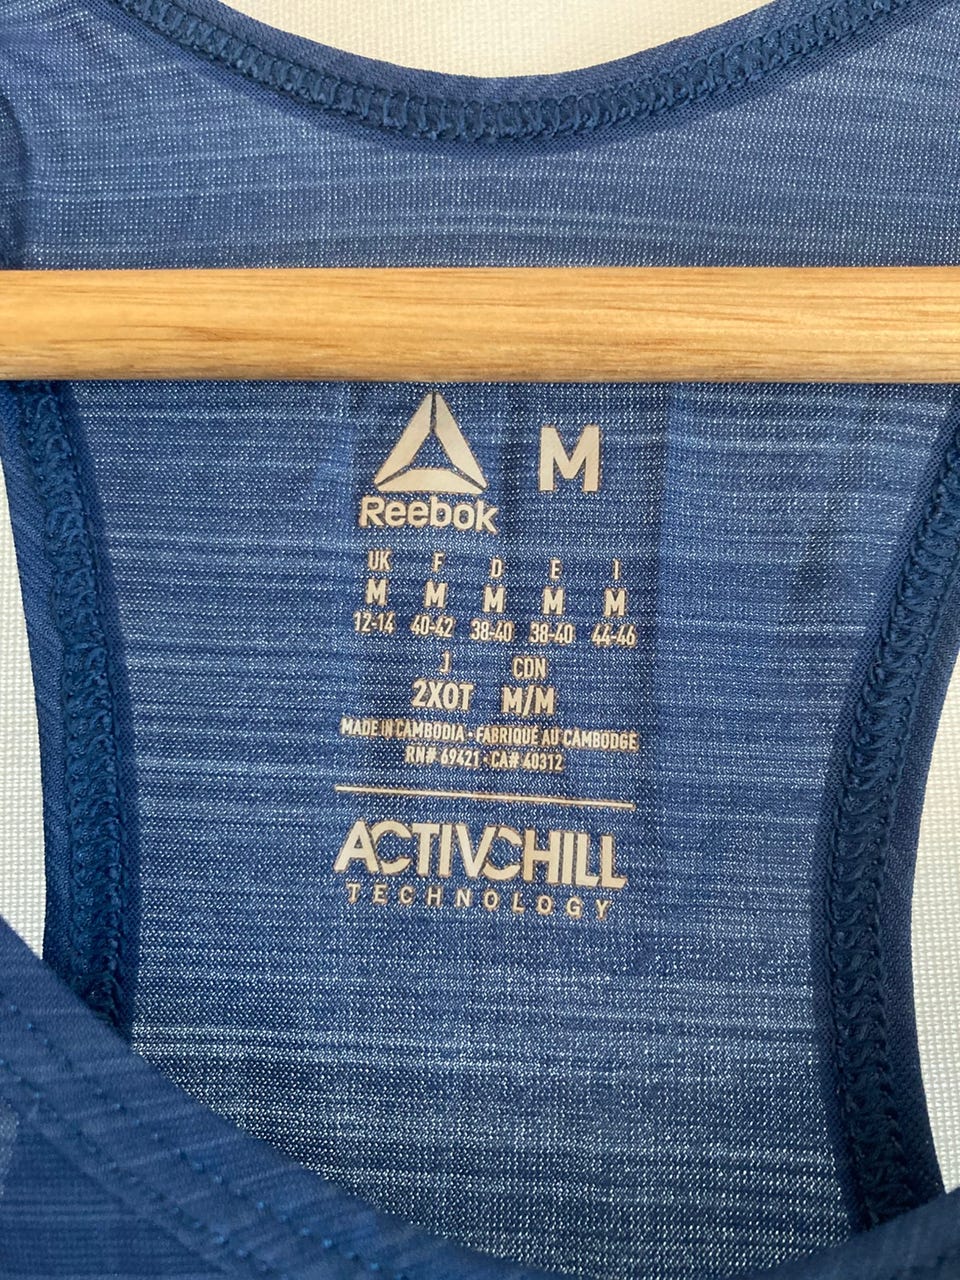 M
Reebok
UK F D E I
M M M M M
12-14 40-42 38-40 38-40 44-46
J CDN
2XOT M/M
MADE IN CAMBODIA - FABRIQUÉ AU CAMBODGE
RN# 69421 - CA# 40312
ACTIVCHILL
TECHNOLOGY